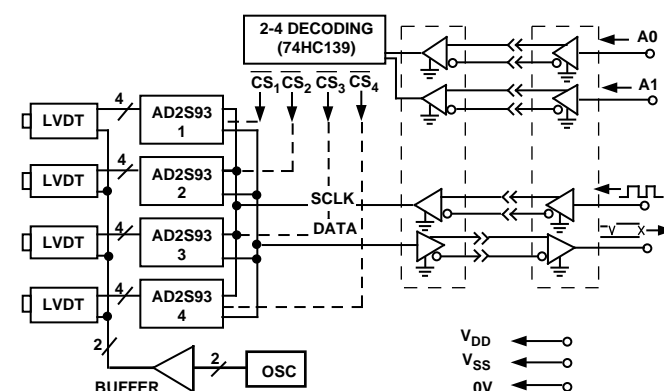 2-4 DECODING
(74HC139)
A0
A1
CS1 CS2 CS3 CS4
LVDT
4
AD2S93
1
LVDT
4
AD2S93
2
SCLK
LVDT
4
AD2S93
3
DATA
V X
LVDT
4
AD2S93
4
2
BUFFER
2
OSC
VDD
VSS
0V